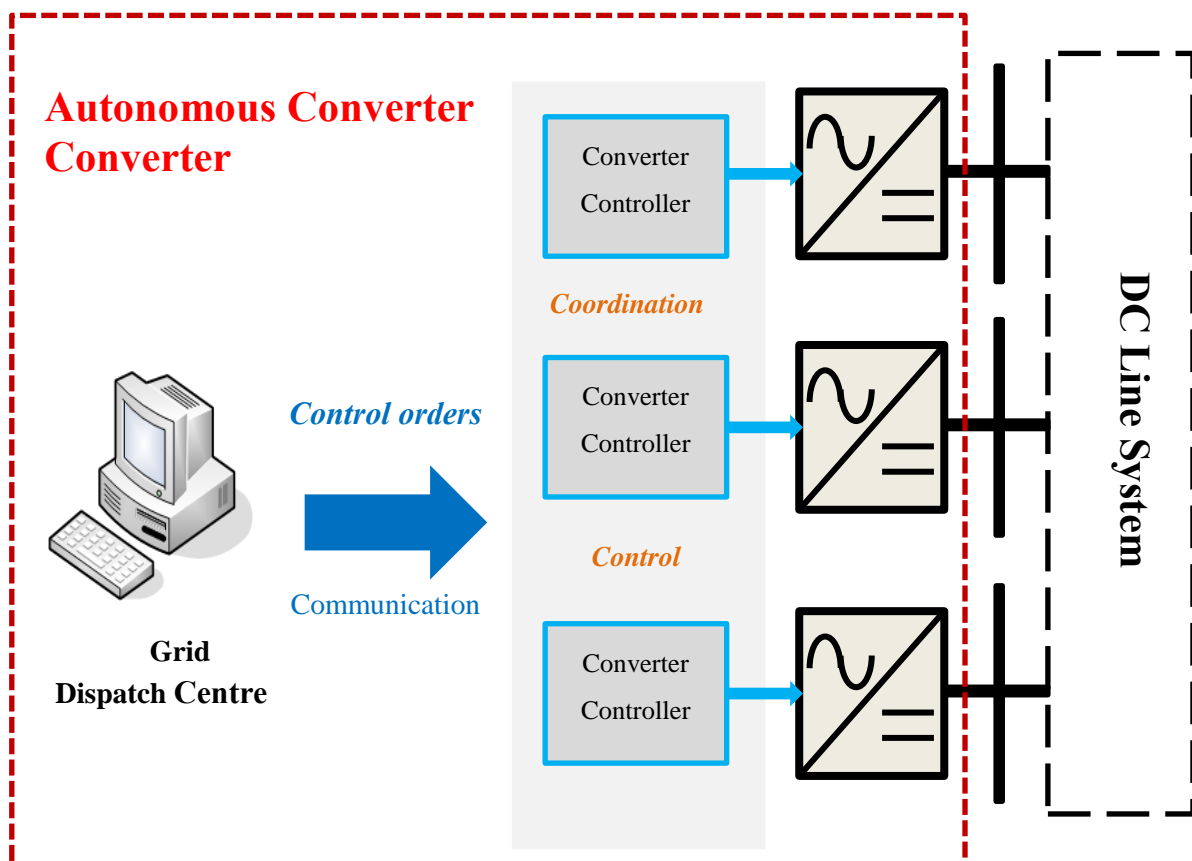 Autonomous Converter
Converter
Converter
Controller
Coordination
Converter
Controller
Control orders
Control
Communication
Converter
Controller
Grid
Dispatch Centre
DC Line System